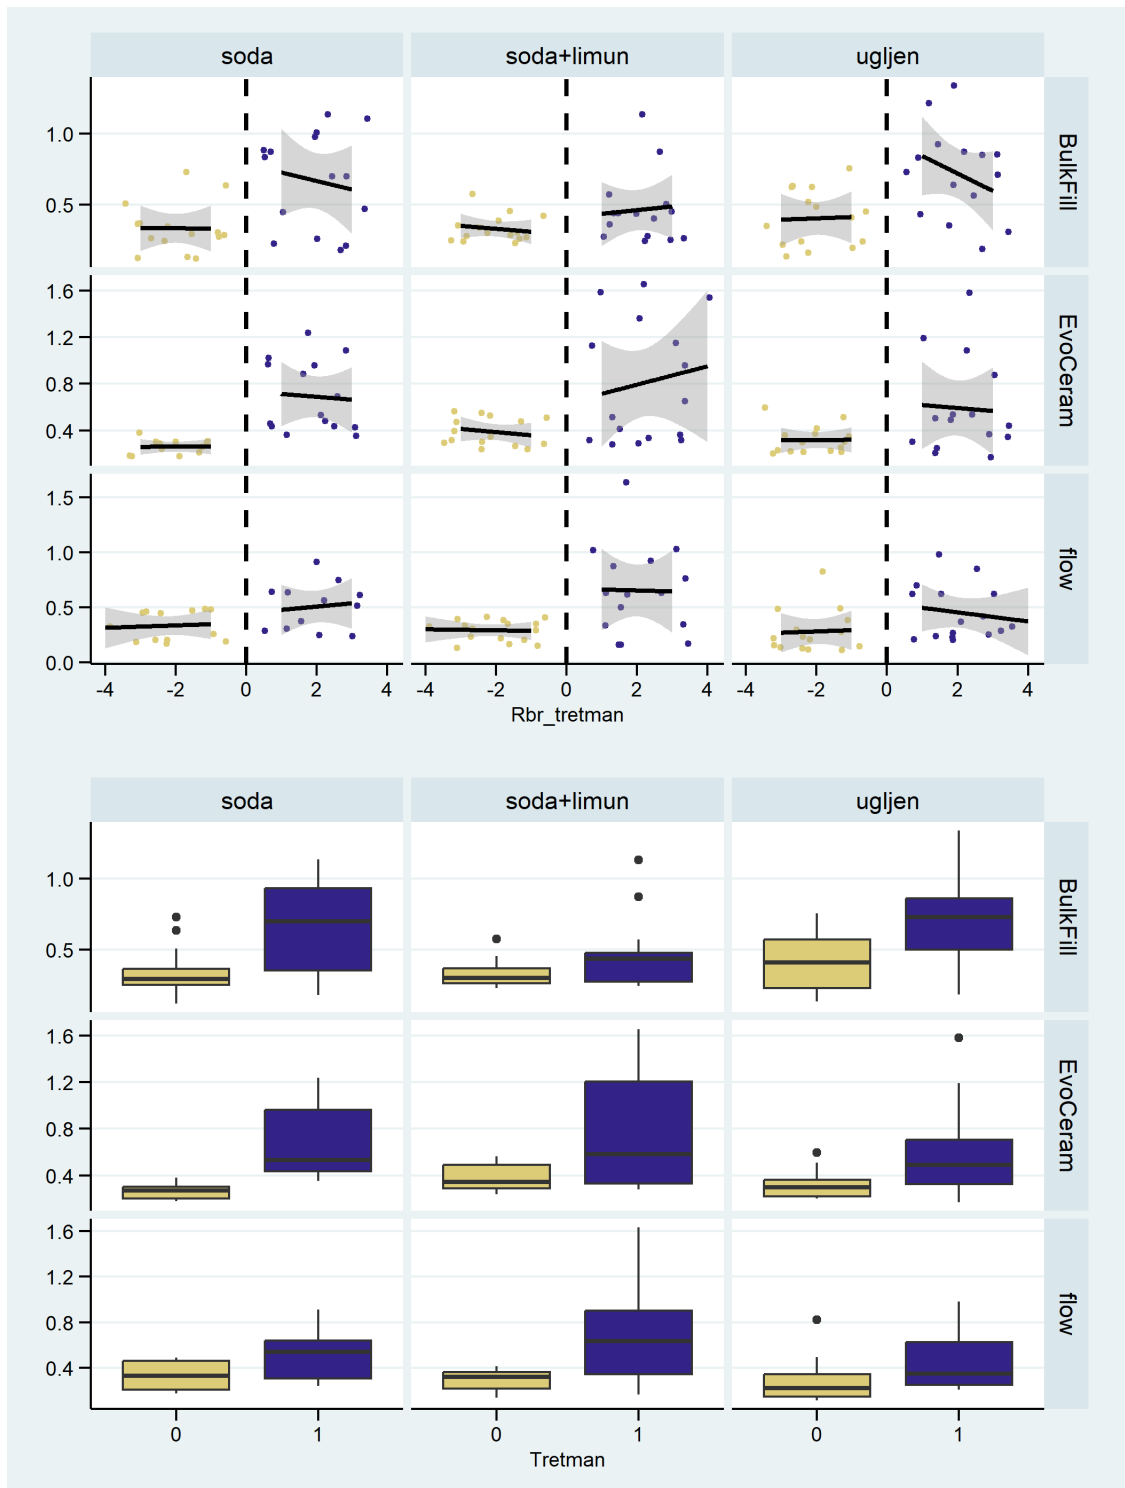 soda soda+limun ugljen
1.0
0.5
BulkFill
1.6
1.2
0.8
0.4
EvoCeram
1.5
1.0
0.5
0.0
flow
-4 -2 0 2 4 -4 -2 0 2 4 -4 -2 0 2 4
Rbr_tretman
soda soda+limun ugljen
1.0
0.5
BulkFill
1.6
1.2
0.8
0.4
EvoCeram
1.6
1.2
0.8
0.4
flow
0 1 0 1 0 1
Tretman